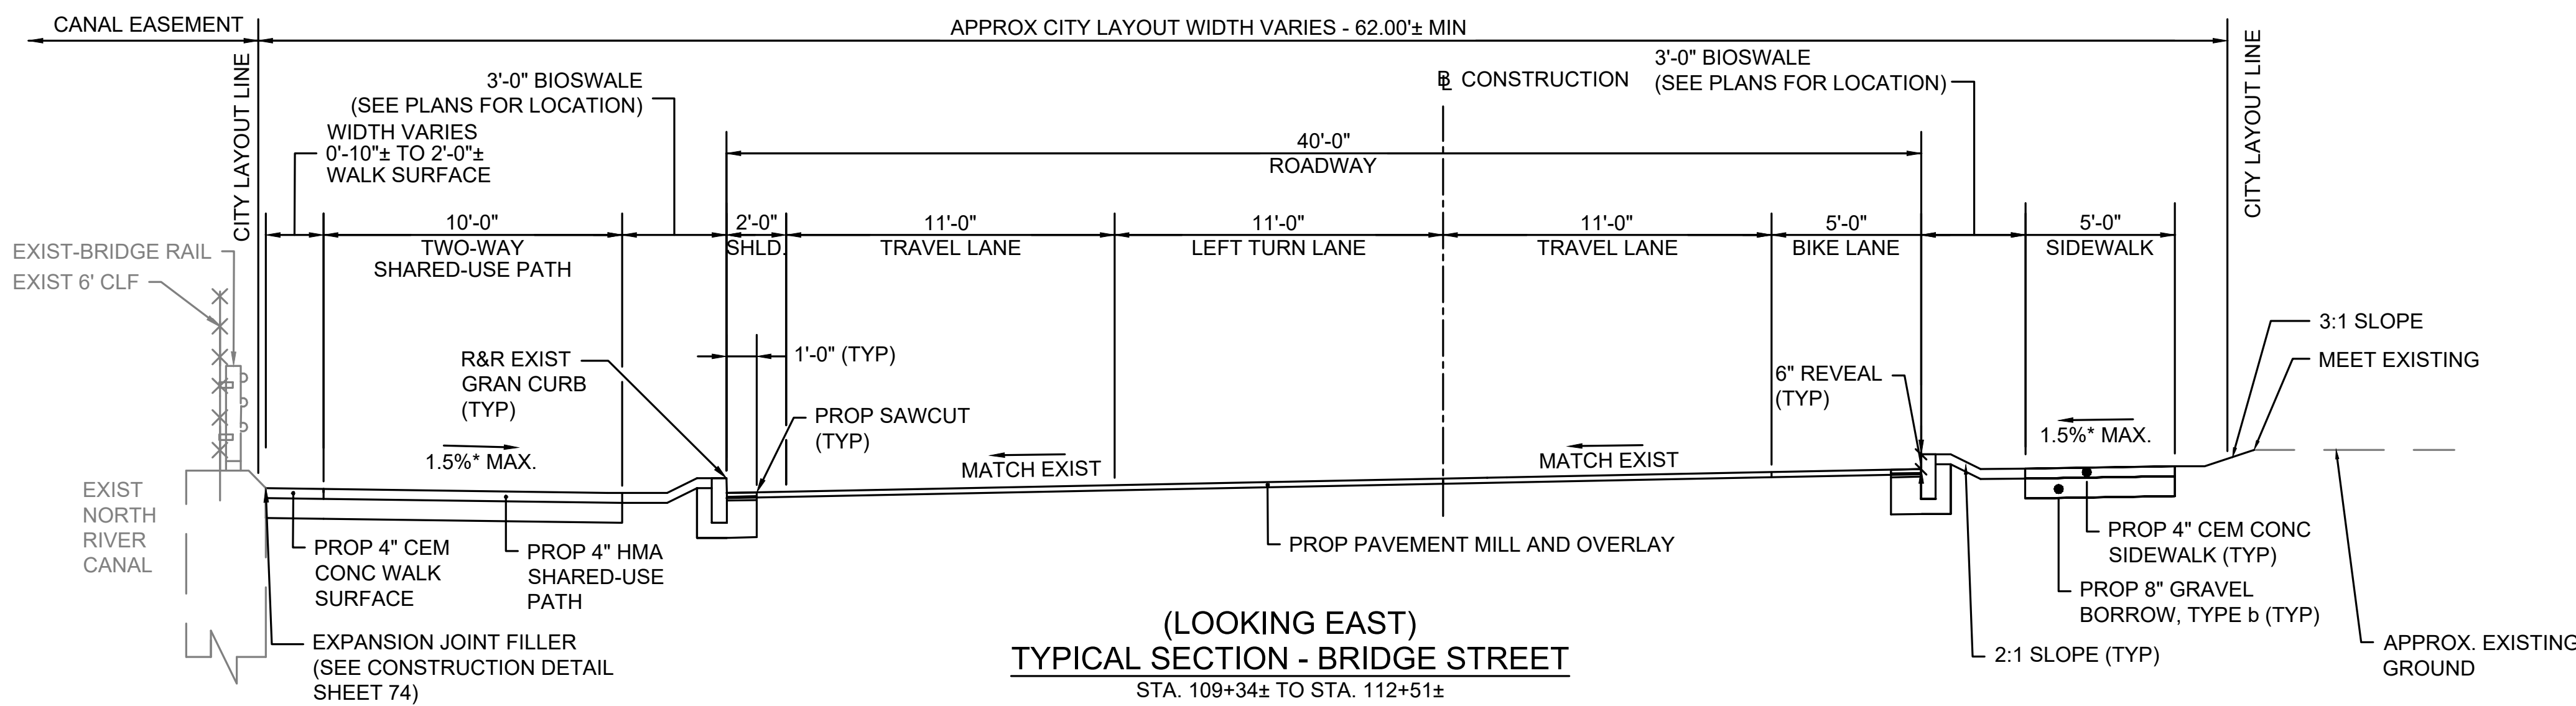 CANAL EASEMENT
APPROX CITY LAYOUT WIDTH VARIES - 62.00'± MIN
CITY LAYOUT LINE
3'-0" BIOSWALE
(SEE PLANS FOR LOCATION)
WIDTH VARIES
0'-10"± TO 2'-0"±
WALK SURFACE
BL CONSTRUCTION
3'-0" BIOSWALE
(SEE PLANS FOR LOCATION)
CITY LAYOUT LINE
40'-0"
ROADWAY
10'-0"
TWO-WAY
SHARED-USE PATH
2'-0"
SHLD.
11'-0"
TRAVEL LANE
11'-0"
LEFT TURN LANE
11'-0"
TRAVEL LANE
5'-0"
BIKE LANE
5'-0"
SIDEWALK
EXIST-BRIDGE RAIL
EXIST 6' CLF
R&R EXIST
GRAN CURB
(TYP)
1'-0" (TYP)
PROP SAWCUT
(TYP)
6" REVEAL
(TYP)
3:1 SLOPE
MEET EXISTING
1.5%* MAX.
MATCH EXIST
MATCH EXIST
1.5%* MAX.
EXIST
NORTH
RIVER
CANAL
PROP 4" CEM
CONC WALK
SURFACE
PROP 4" HMA
SHARED-USE
PATH
PROP PAVEMENT MILL AND OVERLAY
PROP 4" CEM CONC
SIDEWALK (TYP)
PROP 8" GRAVEL
BORROW, TYPE b (TYP)
EXPANSION JOINT FILLER
(SEE CONSTRUCTION DETAIL
SHEET 74)
2:1 SLOPE (TYP)
APPROX. EXISTING
GROUND
(LOOKING EAST)
TYPICAL SECTION - BRIDGE STREET
STA. 109+34± TO STA. 112+51±